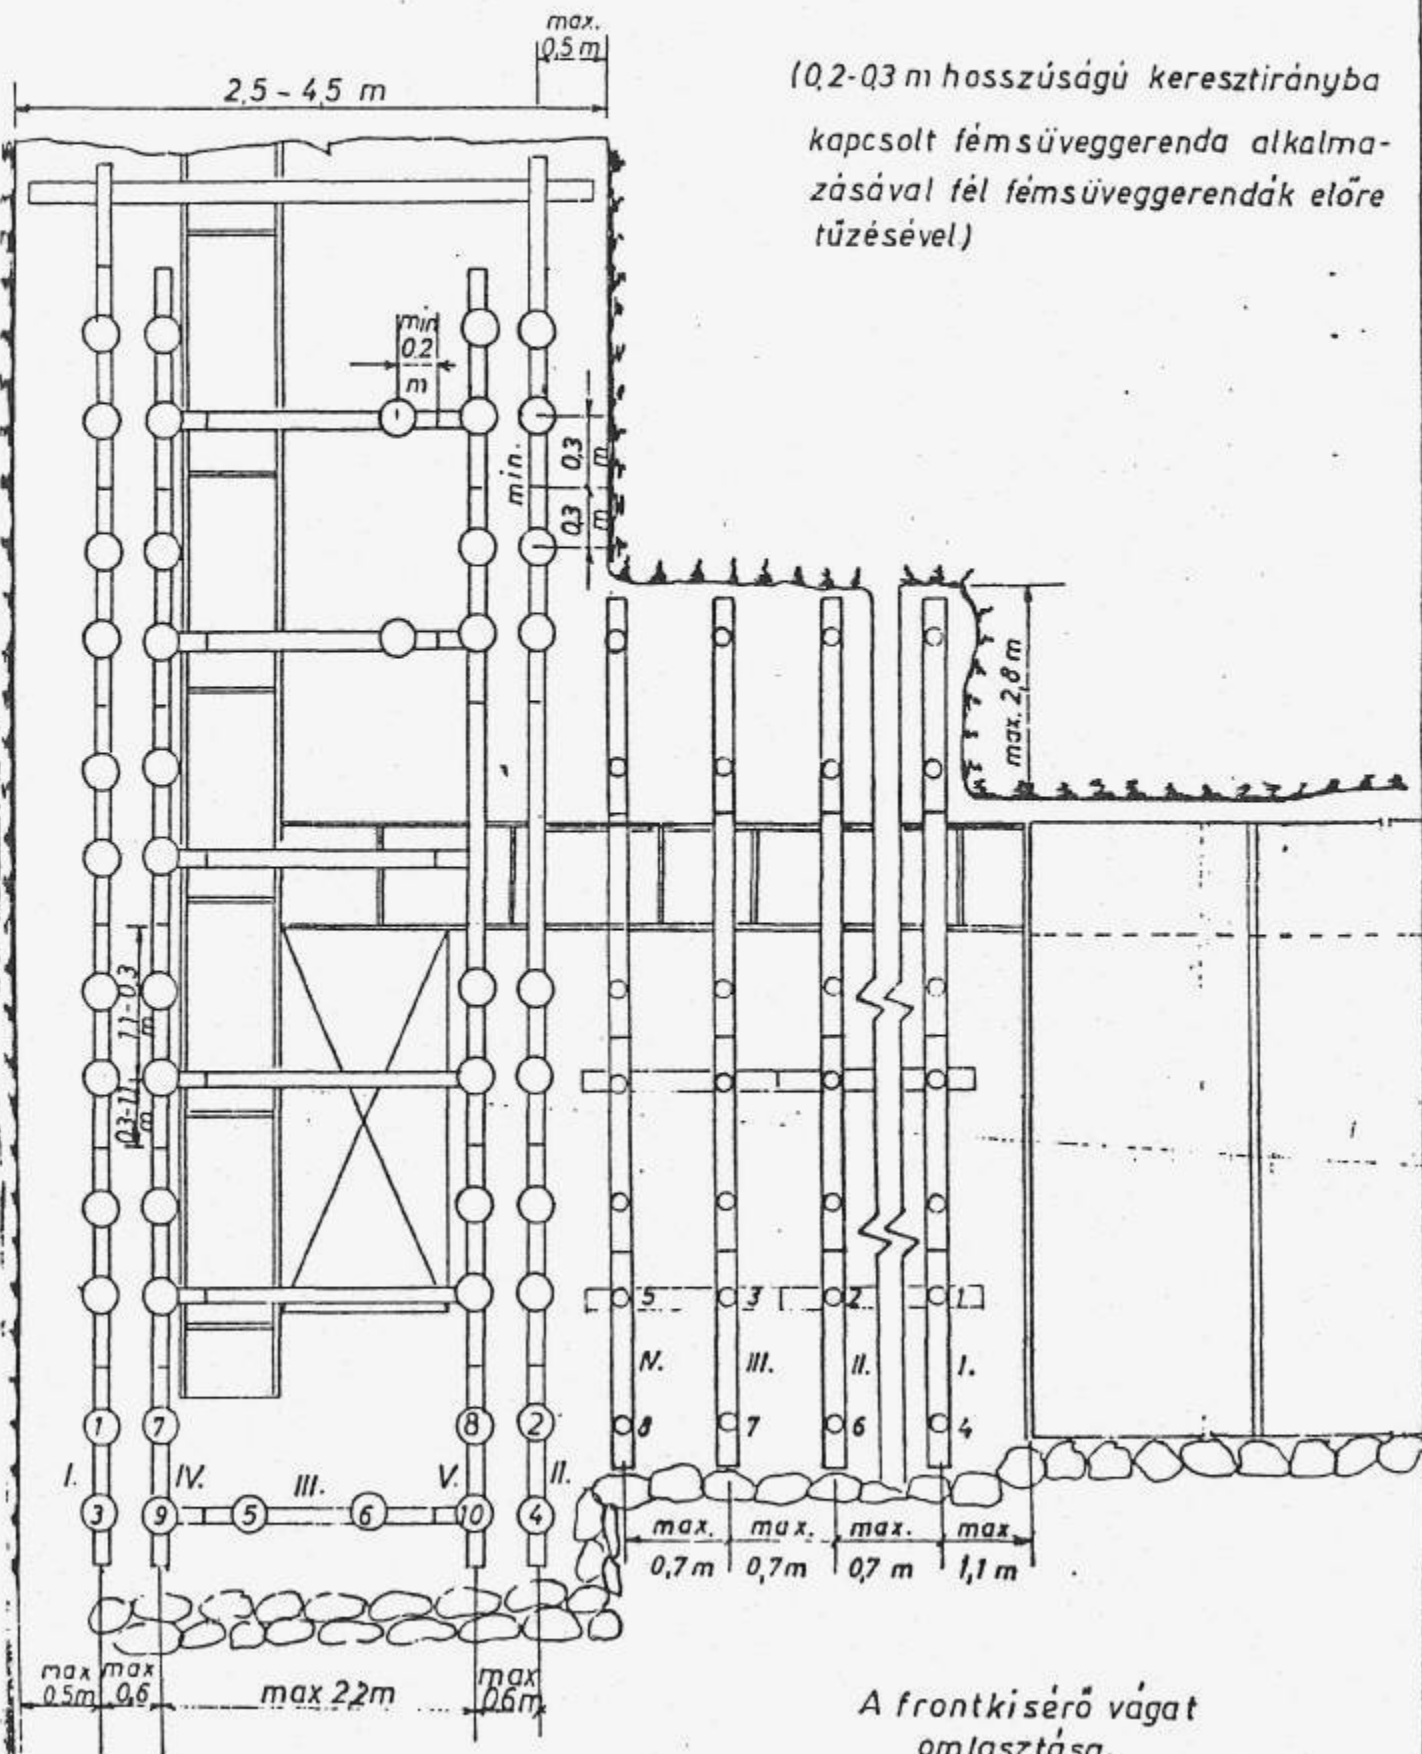 max.
0,5 m
2,5 - 4,5 m
(0,2-0,3 m hosszúságú keresztirányba
kapcsolt fémsüveggerenda alkalma-
zásával fél fémsüveggerendák előre
tűzésével.)
min
0.2
m
min.
0,3
m
0,3
m
max. 2,8 m
1,1-0,3
m
0,3-1,1
m
5 3 2 1
IV. III. II. I.
8 7 6 4
1 7 8 2
I. IV. III. V. II.
3 9 5 6 10 4
max. max. max. max
0,7 m 0,7 m 0,7 m 1,1 m
max max max 2,2m max
0.5m 0,6 0,6m
A frontkisérő vágat
omlasztása.